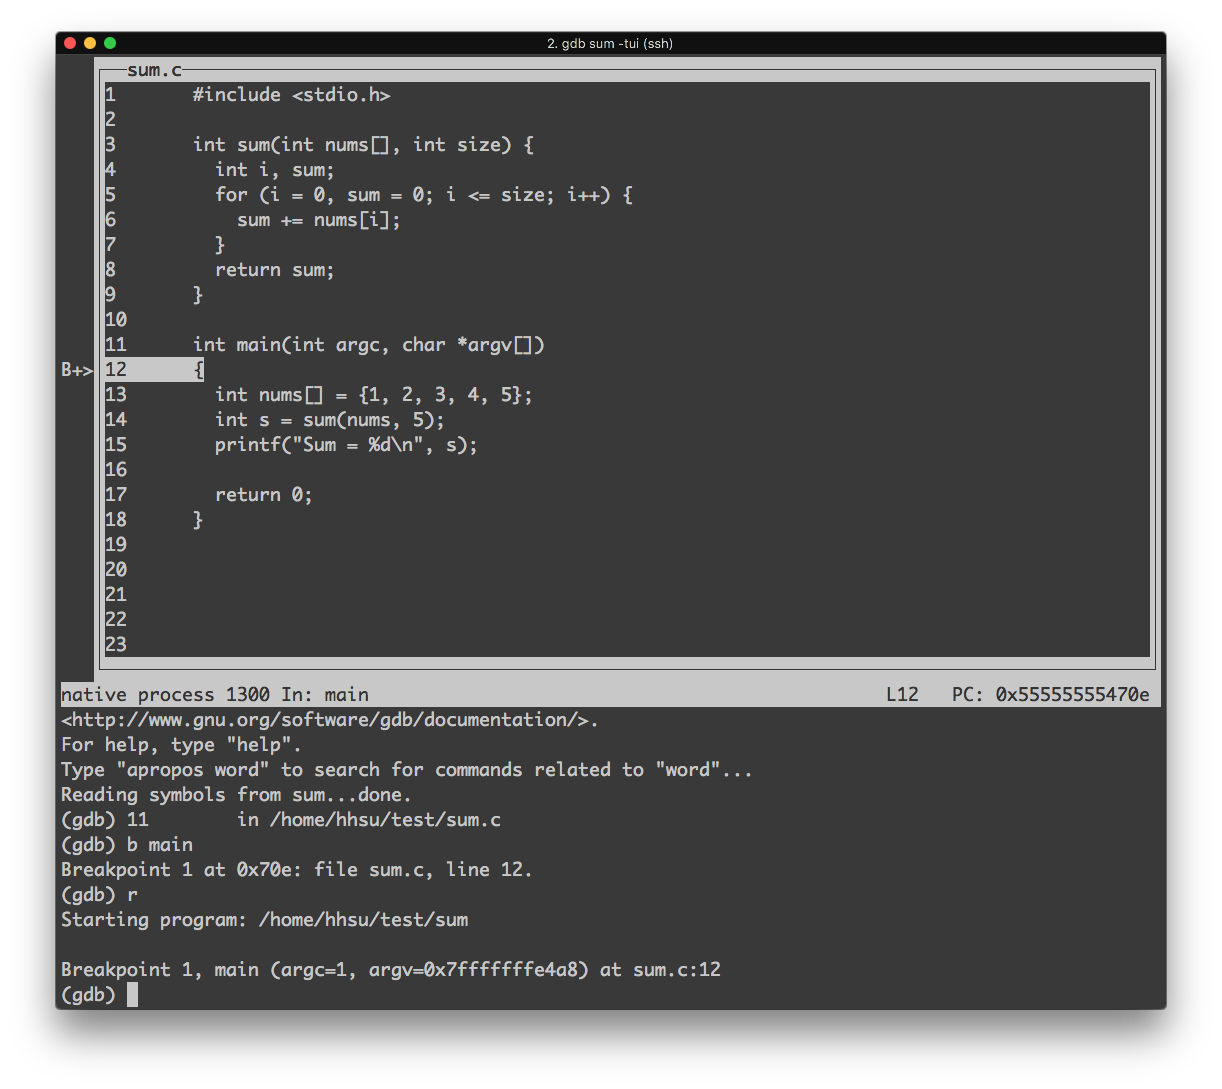 2. gdb sum -tui (ssh)
sum.c
1       #include <stdio.h>
2
3       int sum(int nums[], int size) {
4         int i, sum;
5         for (i = 0, sum = 0; i <= size; i++) {
6           sum += nums[i];
7         }
8         return sum;
9       }
10
11      int main(int argc, char *argv[])
B+> 12      {
13        int nums[] = {1, 2, 3, 4, 5};
14        int s = sum(nums, 5);
15        printf("Sum = %d\n", s);
16
17        return 0;
18      }
19
20
21
22
23
native process 1300 In: main L12 PC: 0x55555555470e
<http://www.gnu.org/software/gdb/documentation/>.
For help, type "help".
Type "apropos word" to search for commands related to "word"...
Reading symbols from sum...done.
(gdb) 11        in /home/hhsu/test/sum.c
(gdb) b main
Breakpoint 1 at 0x70e: file sum.c, line 12.
(gdb) r
Starting program: /home/hhsu/test/sum
Breakpoint 1, main (argc=1, argv=0x7fffffffe4a8) at sum.c:12
(gdb)